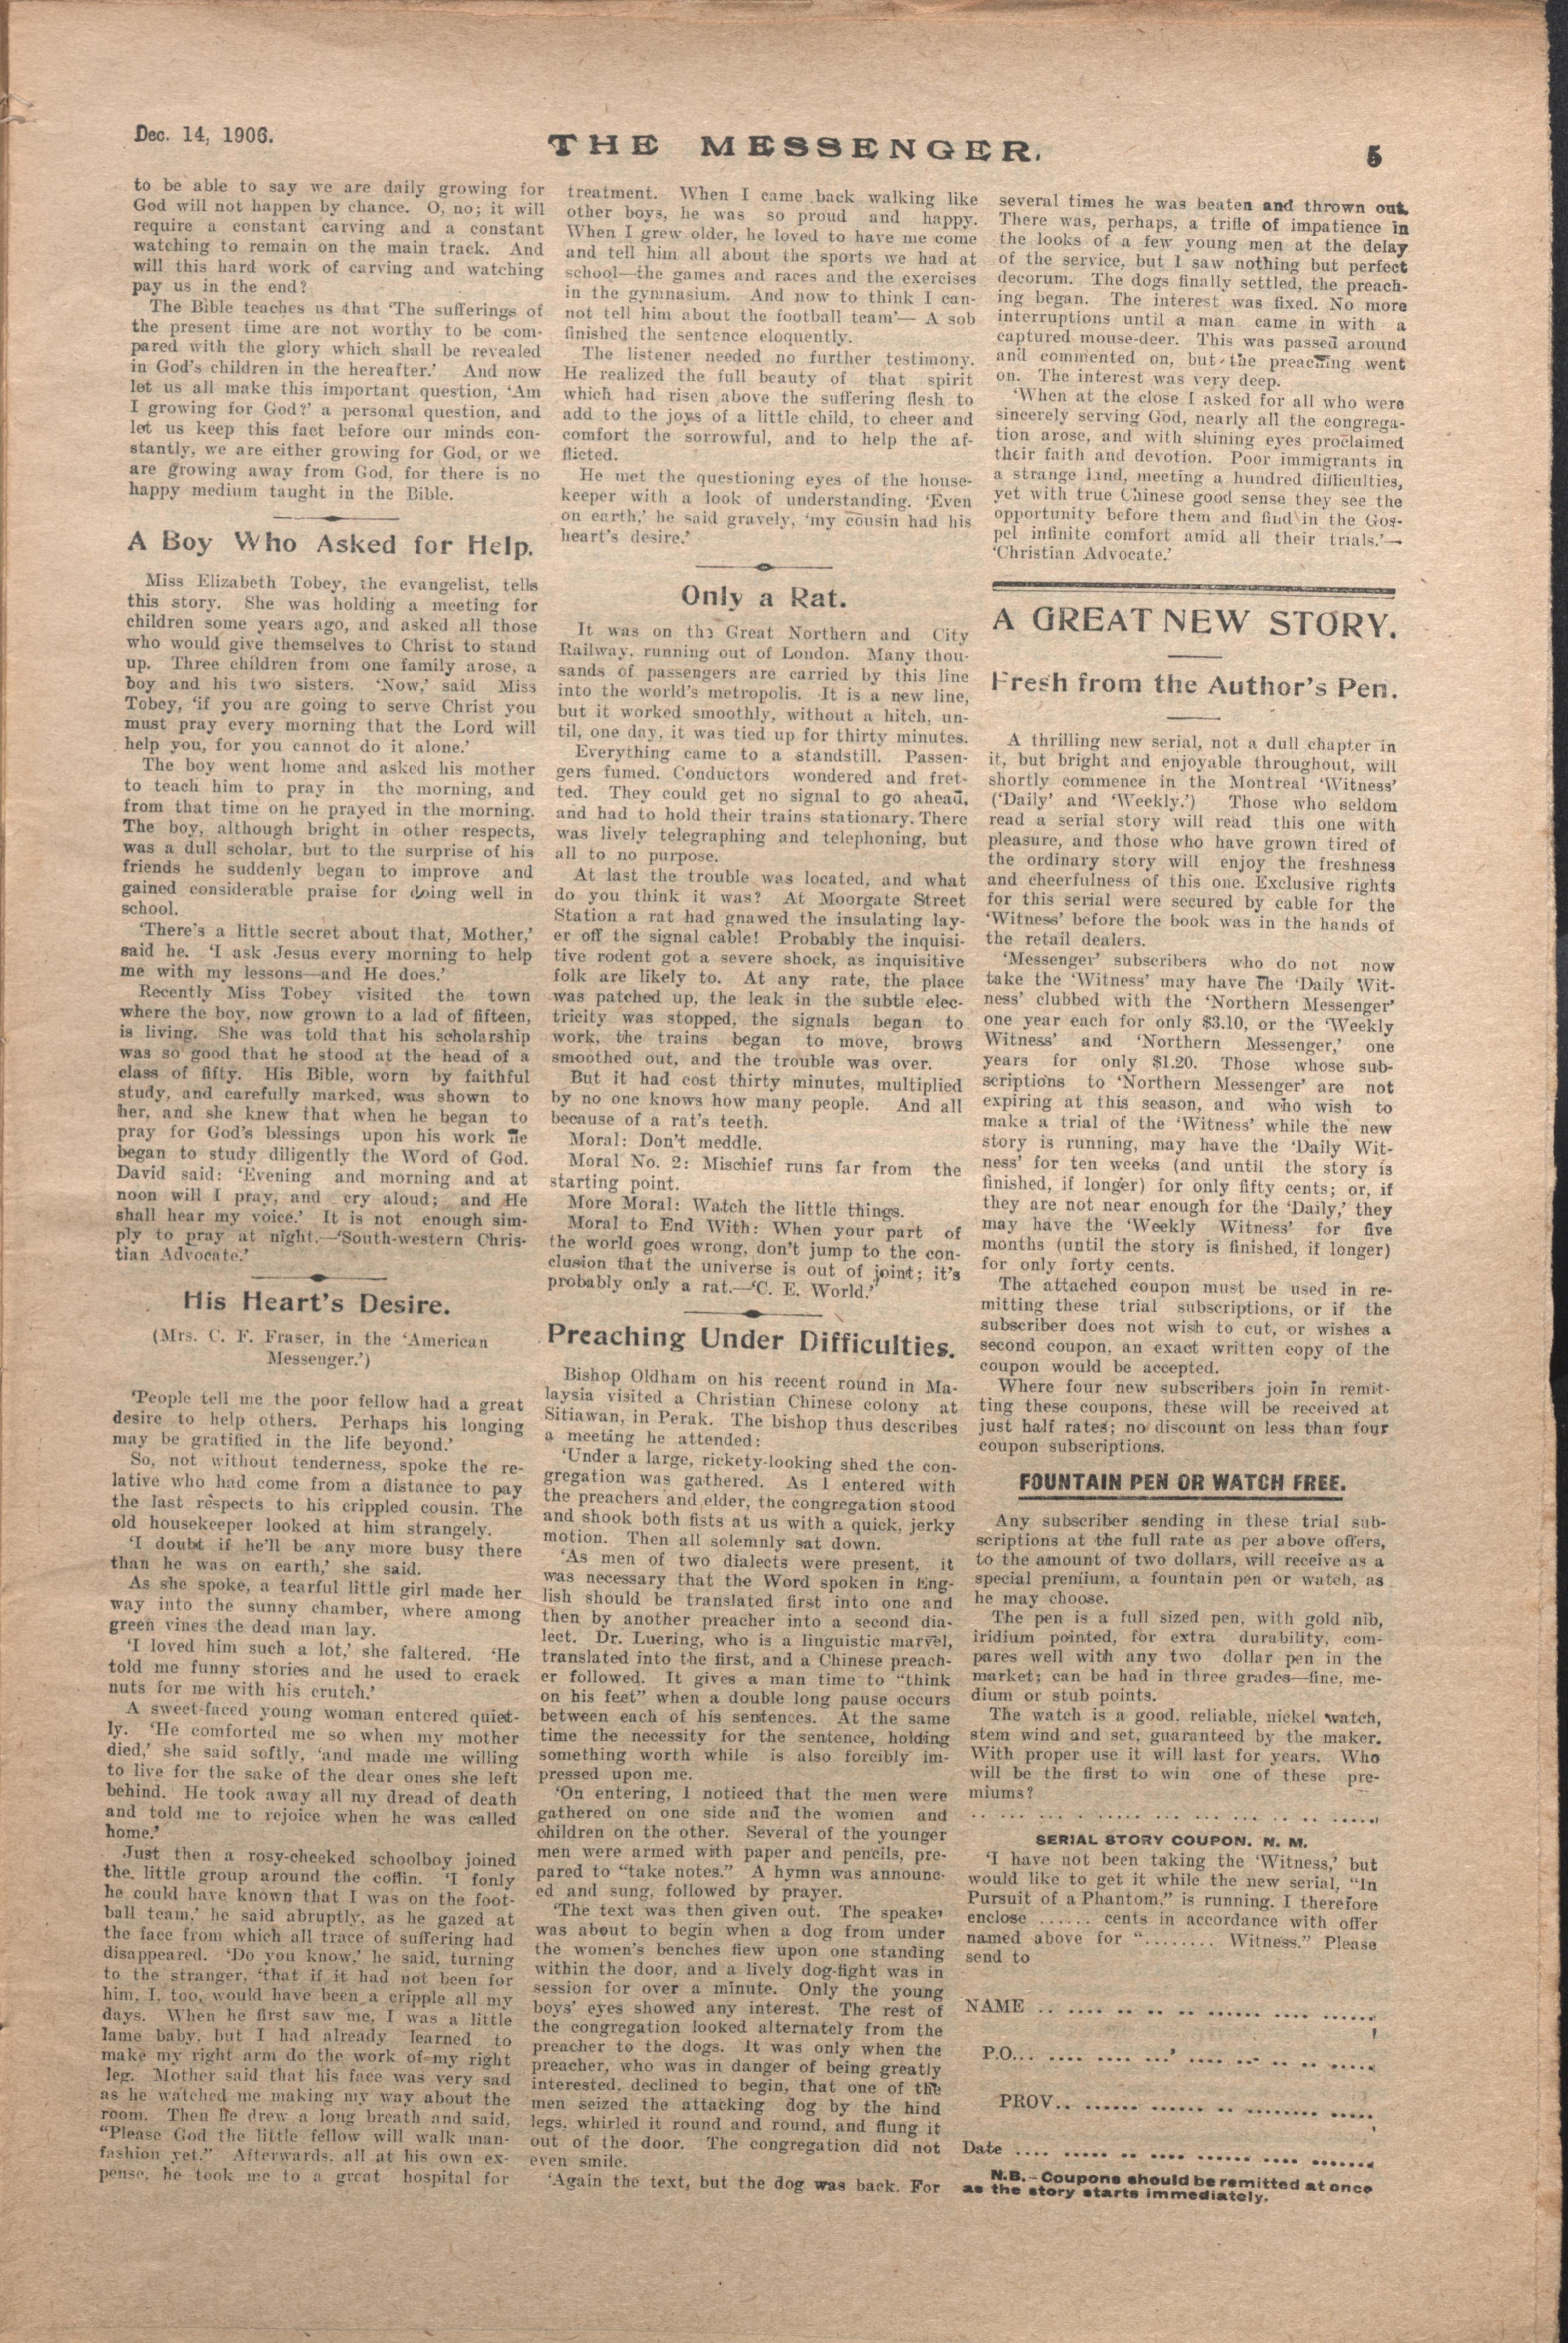 Dec. 14, 1906.
THE MESSENGER.
5
to be able to say we are daily growing for
God will not happen by chance. O, no; it will
require a constant carving and a constant
watching to remain on the main track. And
will this hard work of carving and watching
pay us in the end?
The Bible teaches us that 'The sufferings of
the present time are not worthy to be com-
pared with the glory which shall be revealed
in God's children in the hereafter.' And now
let us all make this important question, 'Am
I growing for God?' a personal question, and
let us keep this fact before our minds con-
stantly, we are either growing for God, or we
are growing away from God, for there is no
happy medium taught in the Bible.
A Boy Who Asked for Help.
Miss Elizabeth Tobey, the evangelist, tells
this story. She was holding a meeting for
children some years ago, and asked all those
who would give themselves to Christ to stand
up. Three children from one family arose, a
boy and his two sisters. 'Now,' said Miss
Tobey, 'if you are going to serve Christ you
must pray every morning that the Lord will
help you, for you cannot do it alone.'
The boy went home and asked his mother
to teach him to pray in the morning, and
from that time on he prayed in the morning.
The boy, although bright in other respects,
was a dull scholar, but to the surprise of his
friends he suddenly began to improve and
gained considerable praise for doing well in
school.
'There's a little secret about that, Mother,'
said he. 'I ask Jesus every morning to help
me with my lessons—and He does.'
Recently Miss Tobey visited the town
where the boy, now grown to a lad of fifteen,
is living. She was told that his scholarship
was so good that he stood at the head of a
class of fifty. His Bible, worn by faithful
study, and carefully marked, was shown to
her, and she knew that when he began to
pray for God's blessings upon his work he
began to study diligently the Word of God.
David said: 'Evening and morning and at
noon will I pray, and cry aloud; and He
shall hear my voice.' It is not enough sim-
ply to pray at night.—'South-western Chris-
tian Advocate.'
His Heart's Desire.
(Mrs. C. F. Fraser, in the 'American
Messenger.')
'People tell me the poor fellow had a great
desire to help others. Perhaps his longing
may be gratified in the life beyond.'
So, not without tenderness, spoke the re-
lative who had come from a distance to pay
the last respects to his crippled cousin. The
old housekeeper looked at him strangely.
'I doubt if he'll be any more busy there
than he was on earth,' she said.
As she spoke, a tearful little girl made her
way into the sunny chamber, where among
green vines the dead man lay.
'I loved him such a lot,' she faltered. 'He
told me funny stories and he used to crack
nuts for me with his crutch.'
A sweet-faced young woman entered quiet-
ly. 'He comforted me so when my mother
died,' she said softly, 'and made me willing
to live for the sake of the dear ones she left
behind. He took away all my dread of death
and told me to rejoice when he was called
home.'
Just then a rosy-cheeked schoolboy joined
the little group around the coffin. 'I fonly
he could have known that I was on the foot-
ball team,' he said abruptly, as he gazed at
the face from which all trace of suffering had
disappeared. 'Do you know,' he said, turning
to the stranger, 'that if it had not been for
him, I, too, would have been a cripple all my
days. When he first saw me, I was a little
lame baby, but I had already learned to
make my right arm do the work of my right
leg. Mother said that his face was very sad
as he watched me making my way about the
room. Then he drew a long breath and said,
"Please God the little fellow will walk man-
fashion yet." Afterwards, all at his own ex-
pense, he took me to a great hospital for
treatment. When I came back walking like
other boys, he was so proud and happy.
When I grew older, he loved to have me come
and tell him all about the sports we had at
school—the games and races and the exercises
in the gymnasium. And now to think I can-
not tell him about the football team'— A sob
finished the sentence eloquently.
The listener needed no further testimony.
He realized the full beauty of that spirit
which had risen above the suffering flesh to
add to the joys of a little child, to cheer and
comfort the sorrowful, and to help the af-
flicted.
He met the questioning eyes of the house-
keeper with a look of understanding. 'Even
on earth,' he said gravely, 'my cousin had his
heart's desire.'
Only a Rat.
It was on the Great Northern and City
Railway, running out of London. Many thou-
sands of passengers are carried by this line
into the world's metropolis. It is a new line,
but it worked smoothly, without a hitch, un-
til, one day, it was tied up for thirty minutes.
Everything came to a standstill. Passen-
gers fumed. Conductors wondered and fret-
ted. They could get no signal to go ahead,
and had to hold their trains stationary. There
was lively telegraphing and telephoning, but
all to no purpose.
At last the trouble was located, and what
do you think it was? At Moorgate Street
Station a rat had gnawed the insulating lay-
er off the signal cable! Probably the inquisi-
tive rodent got a severe shock, as inquisitive
folk are likely to. At any rate, the place
was patched up, the leak in the subtle elec-
tricity was stopped, the signals began to
work, the trains began to move, brows
smoothed out, and the trouble was over.
But it had cost thirty minutes, multiplied
by no one knows how many people. And all
because of a rat's teeth.
Moral: Don't meddle.
Moral No. 2: Mischief runs far from the
starting point.
More Moral: Watch the little things.
Moral to End With: When your part of
the world goes wrong, don't jump to the con-
clusion that the universe is out of joint; it's
probably only a rat.—'C. E. World.'
Preaching Under Difficulties.
Bishop Oldham on his recent round in Ma-
laysia visited a Christian Chinese colony at
Sitiawan, in Perak. The bishop thus describes
a meeting he attended:
'Under a large, rickety-looking shed the con-
gregation was gathered. As I entered with
the preachers and elder, the congregation stood
and shook both fists at us with a quick, jerky
motion. Then all solemnly sat down.
'As men of two dialects were present, it
was necessary that the Word spoken in Eng-
lish should be translated first into one and
then by another preacher into a second dia-
lect. Dr. Luering, who is a linguistic marvel,
translated into the first, and a Chinese preach-
er followed. It gives a man time to "think
on his feet" when a double long pause occurs
between each of his sentences. At the same
time the necessity for the sentence, holding
something worth while is also forcibly im-
pressed upon me.
'On entering, I noticed that the men were
gathered on one side and the women and
children on the other. Several of the younger
men were armed with paper and pencils, pre-
pared to "take notes." A hymn was announc-
ed and sung, followed by prayer.
'The text was then given out. The speaker
was about to begin when a dog from under
the women's benches flew upon one standing
within the door, and a lively dog-fight was in
session for over a minute. Only the young
boys' eyes showed any interest. The rest of
the congregation looked alternately from the
preacher to the dogs. It was only when the
preacher, who was in danger of being greatly
interested, declined to begin, that one of the
men seized the attacking dog by the hind
legs, whirled it round and round, and flung it
out of the door. The congregation did not
even smile.
'Again the text, but the dog was back. For
several times he was beaten and thrown out.
There was, perhaps, a trifle of impatience in
the looks of a few young men at the delay
of the service, but I saw nothing but perfect
decorum. The dogs finally settled, the preach-
ing began. The interest was fixed. No more
interruptions until a man came in with a
captured mouse-deer. This was passed around
and commented on, but the preaching went
on. The interest was very deep.
'When at the close I asked for all who were
sincerely serving God, nearly all the congrega-
tion arose, and with shining eyes proclaimed
their faith and devotion. Poor immigrants in
a strange land, meeting a hundred difficulties,
yet with true Chinese good sense they see the
opportunity before them and find in the Gos-
pel infinite comfort amid all their trials.'—
'Christian Advocate.'
A GREAT NEW STORY.
Fresh from the Author's Pen.
A thrilling new serial, not a dull chapter in
it, but bright and enjoyable throughout, will
shortly commence in the Montreal 'Witness'
('Daily' and 'Weekly.') Those who seldom
read a serial story will read this one with
pleasure, and those who have grown tired of
the ordinary story will enjoy the freshness
and cheerfulness of this one. Exclusive rights
for this serial were secured by cable for the
'Witness' before the book was in the hands of
the retail dealers.
'Messenger' subscribers who do not now
take the 'Witness' may have the 'Daily Wit-
ness' clubbed with the 'Northern Messenger'
one year each for only $3.10, or the 'Weekly
Witness' and 'Northern Messenger,' one
years for only $1.20. Those whose sub-
scriptions to 'Northern Messenger' are not
expiring at this season, and who wish to
make a trial of the 'Witness' while the new
story is running, may have the 'Daily Wit-
ness' for ten weeks (and until the story is
finished, if longer) for only fifty cents; or, if
they are not near enough for the 'Daily,' they
may have the 'Weekly Witness' for five
months (until the story is finished, if longer)
for only forty cents.
The attached coupon must be used in re-
mitting these trial subscriptions, or if the
subscriber does not wish to cut, or wishes a
second coupon, an exact written copy of the
coupon would be accepted.
Where four new subscribers join in remit-
ting these coupons, these will be received at
just half rates; no discount on less than four
coupon subscriptions.
FOUNTAIN PEN OR WATCH FREE.
Any subscriber sending in these trial sub-
scriptions at the full rate as per above offers,
to the amount of two dollars, will receive as a
special premium, a fountain pen or watch, as
he may choose.
The pen is a full sized pen, with gold nib,
iridium pointed, for extra durability, com-
pares well with any two dollar pen in the
market; can be had in three grades—fine, me-
dium or stub points.
The watch is a good, reliable, nickel watch,
stem wind and set, guaranteed by the maker.
With proper use it will last for years. Who
will be the first to win one of these pre-
miums?
SERIAL STORY COUPON. N. M.
'I have not been taking the 'Witness,' but
would like to get it while the new serial, "In
Pursuit of a Phantom," is running. I therefore
enclose ...... cents in accordance with offer
named above for "........ Witness." Please
send to
NAME .. .... .. .. .. ...... .... ......
P.O... .... .... ... .... ... .. .. .....
PROV.. ...... ...... .. ........ .....
Date .... ..... .. .... ...... .... .......
N.B.—Coupons should be remitted at once
as the story starts immediately.